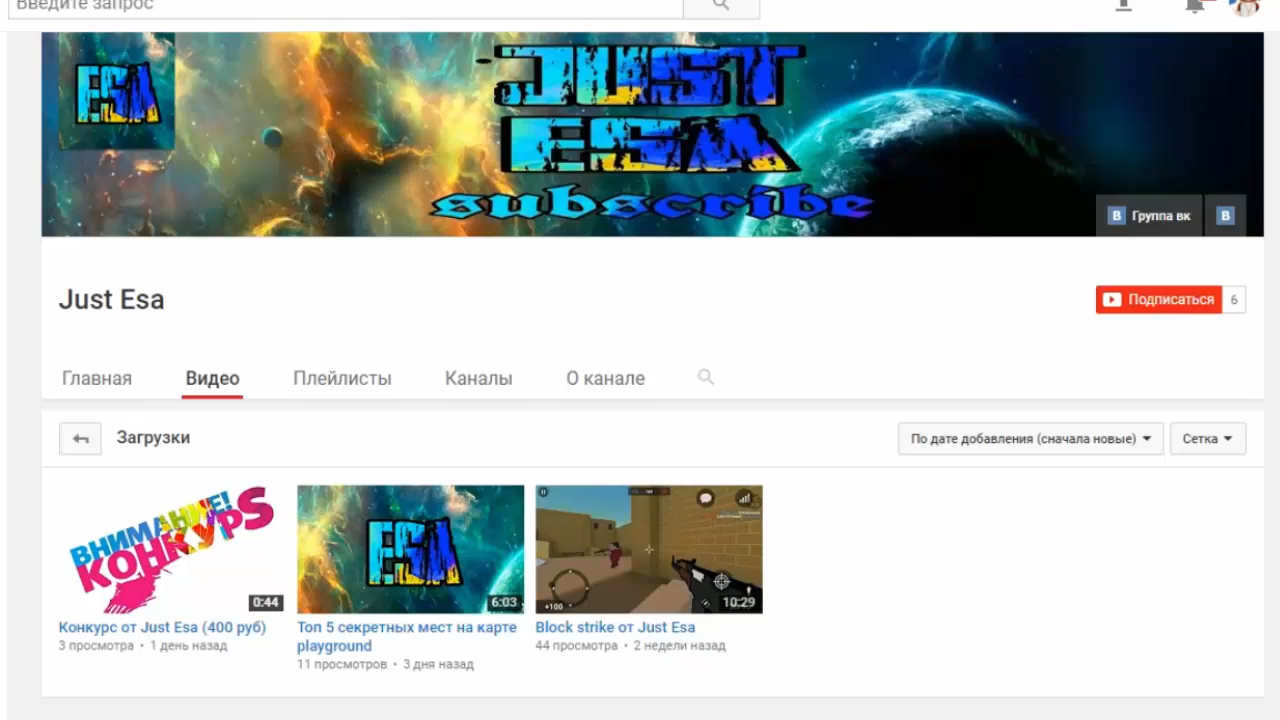 Введите запрос
ESA
JUST
ESA
subscribe
В Группа вк В
Just Esa
Подписаться 6
Главная Видео Плейлисты Каналы О канале
Загрузки
По дате добавления (сначала новые) Сетка
ВНИМАНИЕ!
КОНКУРS
0:44
ESA
6:03
+100
10:29
Конкурс от Just Esa (400 руб)
3 просмотра • 1 день назад
Топ 5 секретных мест на карте
playground
11 просмотров • 3 дня назад
Block strike от Just Esa
44 просмотра • 2 недели назад